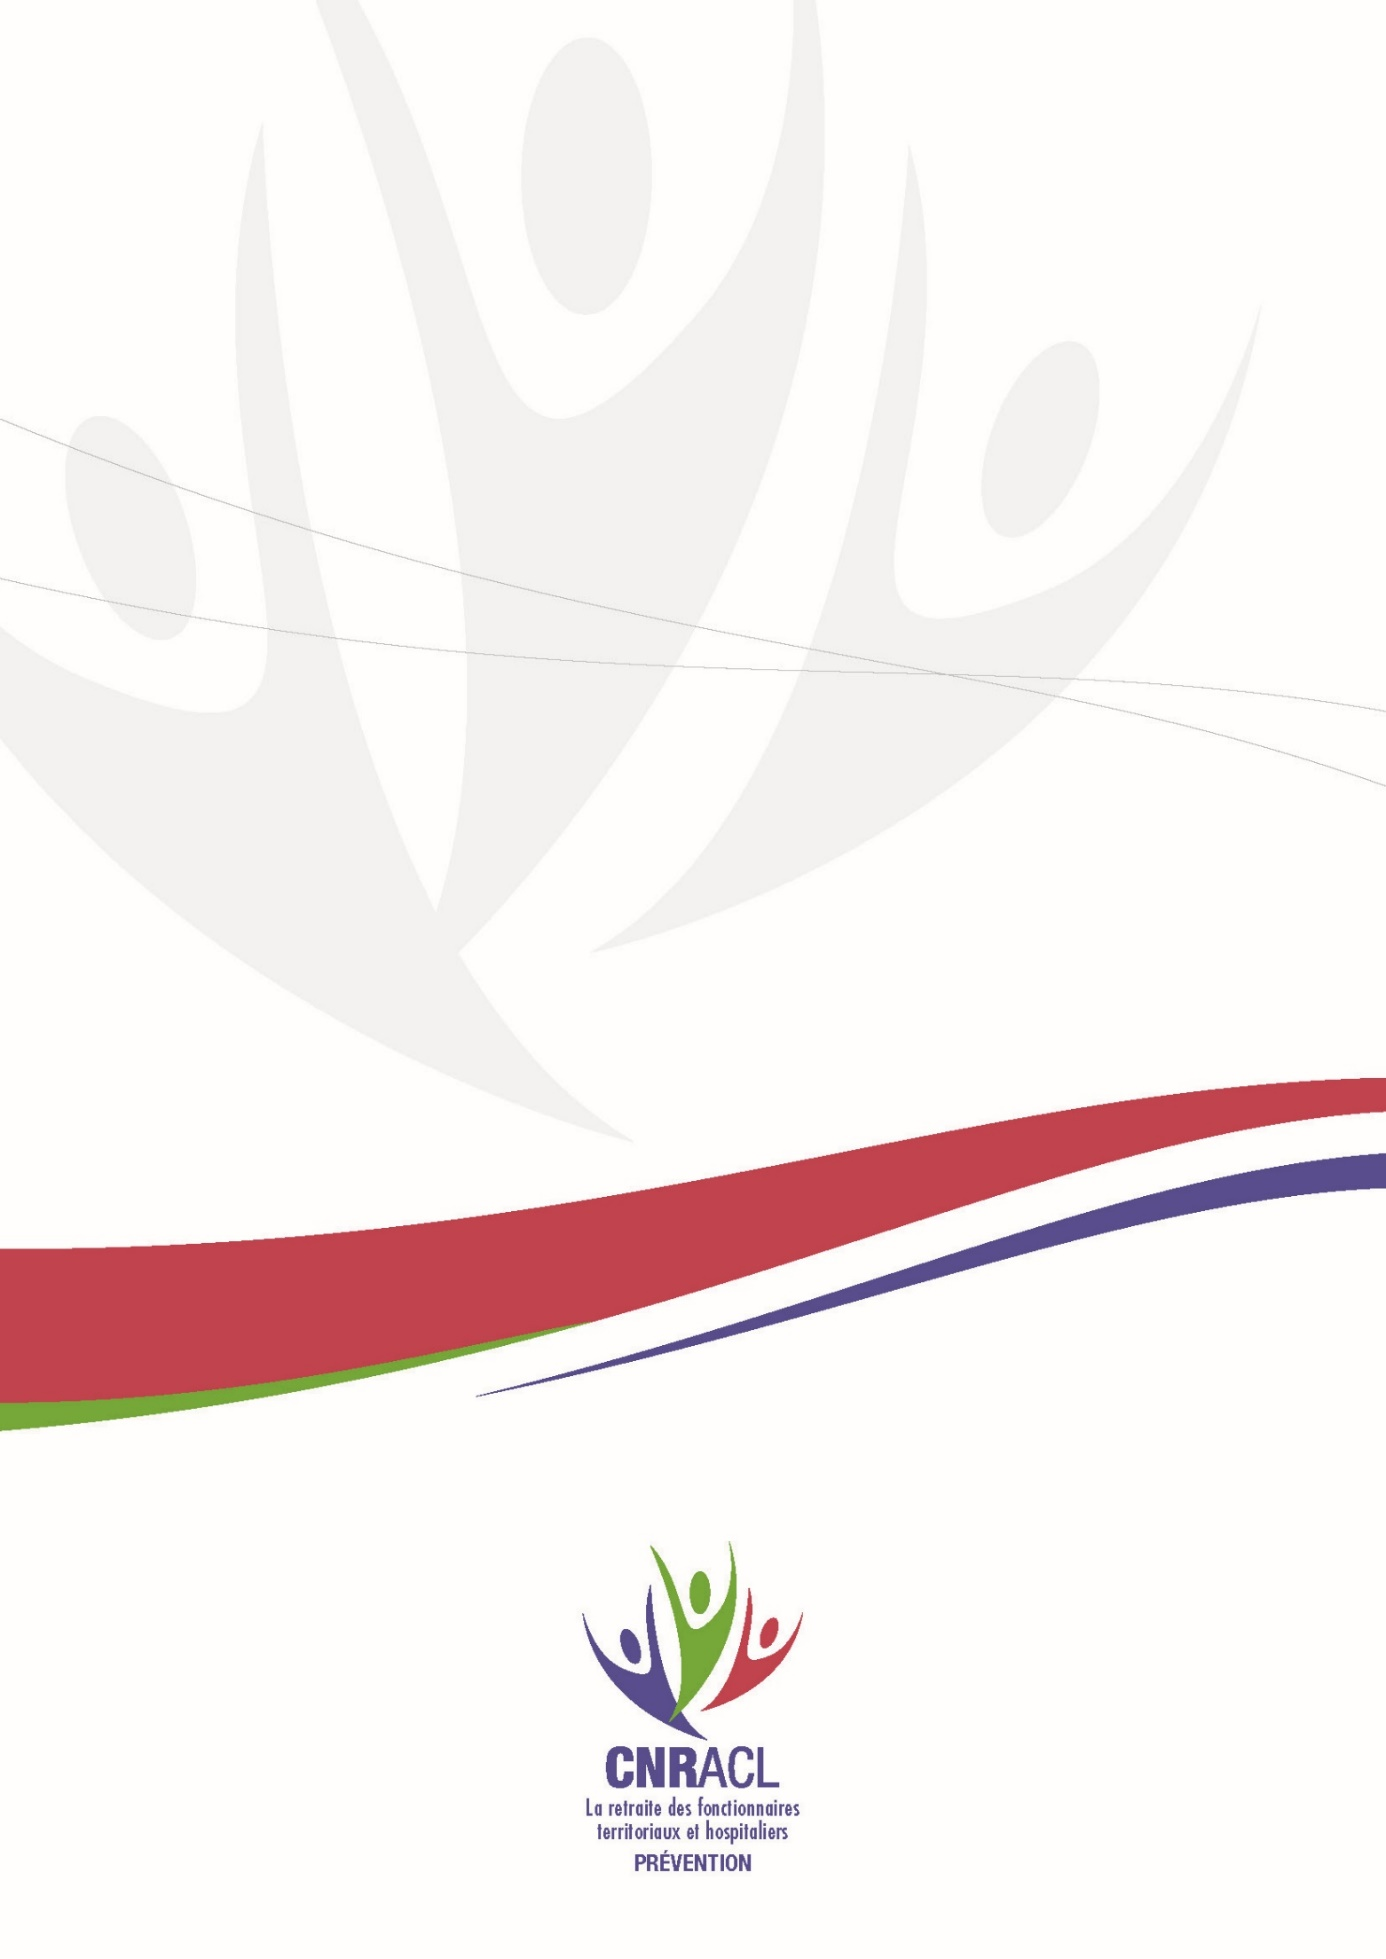 CNRACL
La retraite des fonctionnaires
territoriaux et hospitaliers
PRÉVENTION